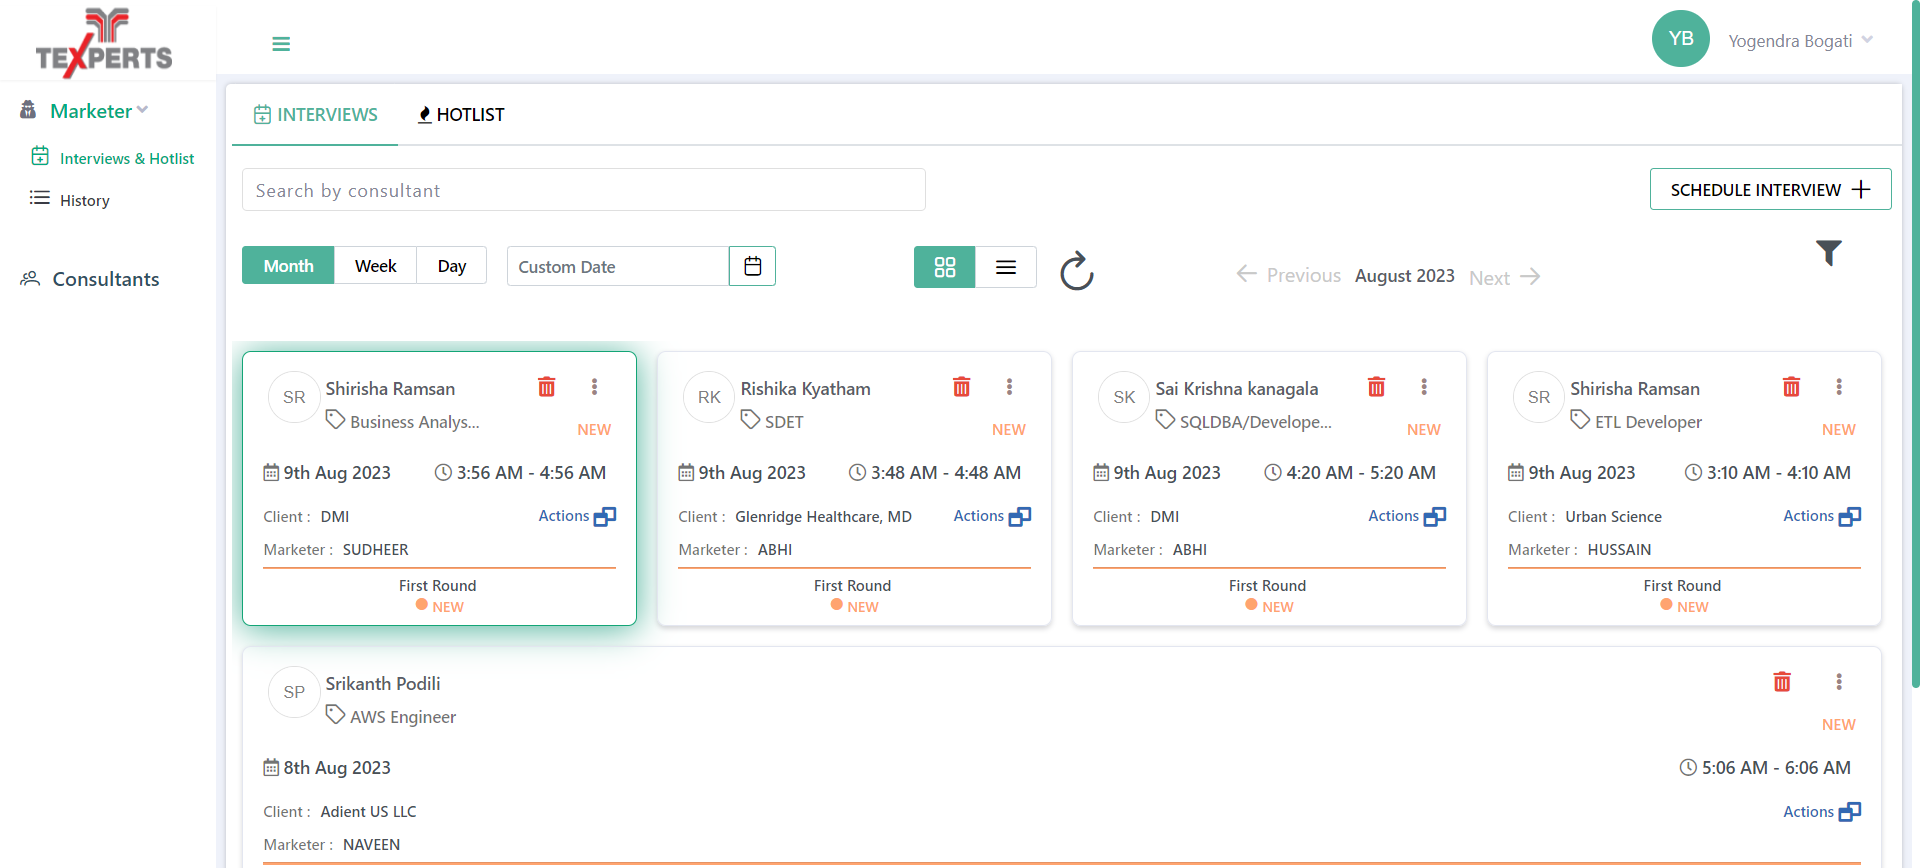 TEXPERTS
YB
Yogendra Bogati
Marketer
Interviews & Hotlist
History
Consultants
INTERVIEWS
HOTLIST
Search by consultant
SCHEDULE INTERVIEW
Month
Week
Day
Custom Date
Previous
August 2023
Next
SR
Shirisha Ramsan
Business Analys...
NEW
9th Aug 2023
3:56 AM - 4:56 AM
Client : DMI
Actions
Marketer : SUDHEER
First Round
NEW
RK
Rishika Kyatham
SDET
NEW
9th Aug 2023
3:48 AM - 4:48 AM
Client : Glenridge Healthcare, MD
Actions
Marketer : ABHI
First Round
NEW
SK
Sai Krishna kanagala
SQLDBA/Develope...
NEW
9th Aug 2023
4:20 AM - 5:20 AM
Client : DMI
Actions
Marketer : ABHI
First Round
NEW
SR
Shirisha Ramsan
ETL Developer
NEW
9th Aug 2023
3:10 AM - 4:10 AM
Client : Urban Science
Actions
Marketer : HUSSAIN
First Round
NEW
SP
Srikanth Podili
AWS Engineer
NEW
8th Aug 2023
5:06 AM - 6:06 AM
Client : Adient US LLC
Actions
Marketer : NAVEEN